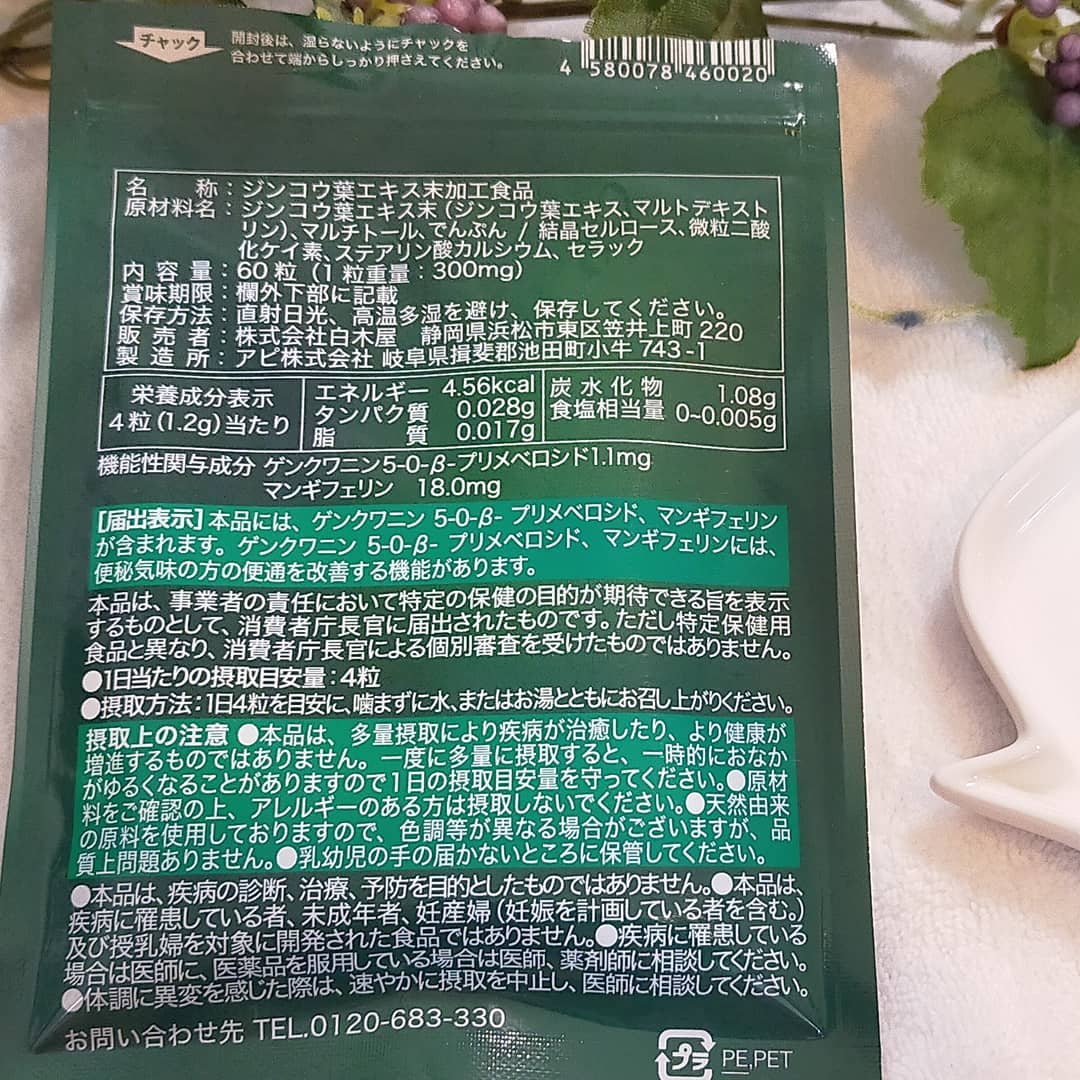 チャック
開封後は、湿らないようにチャックを
合わせて端からしっかり押さえてください。
4 580078 460020
名 称：ジンコウ葉エキス末加工食品
原材料名：ジンコウ葉エキス末（ジンコウ葉エキス、マルトデキスト
リン）、マルチトール、でんぷん / 結晶セルロース、微粒二酸
化ケイ素、ステアリン酸カルシウム、セラック
内 容 量：60粒（1粒重量：300mg）
賞味期限：欄外下部に記載
保存方法：直射日光、高温多湿を避け、保存してください。
販 売 者：株式会社白木屋 静岡県浜松市東区笠井上町220
製 造 所：アピ株式会社 岐阜県揖斐郡池田町小牛743-1
栄養成分表示
4粒（1.2g）当たり
エネルギー 4.56kcal
タンパク質 0.028g
脂 質 0.017g
炭水化物 1.08g
食塩相当量 0~0.005g
機能性関与成分 ゲンクワニン5-O-β-プリメベロシド1.1mg
マンギフェリン 18.0mg
[届出表示]本品には、ゲンクワニン 5-O-β- プリメベロシド、マンギフェリン
が含まれます。ゲンクワニン 5-O-β- プリメベロシド、マンギフェリンには、
便秘気味の方の便通を改善する機能があります。
本品は、事業者の責任において特定の保健の目的が期待できる旨を表示
するものとして、消費者庁長官に届出されたものです。ただし特定保健用
食品と異なり、消費者庁長官による個別審査を受けたものではありません。
●1日当たりの摂取目安量：4粒
●摂取方法：1日4粒を目安に、噛まずに水、またはお湯とともにお召し上がりください。
摂取上の注意 ●本品は、多量摂取により疾病が治癒したり、より健康が
増進するものではありません。一度に多量に摂取すると、一時的におなか
がゆるくなることがありますので1日の摂取目安量を守ってください。●原材
料をご確認の上、アレルギーのある方は摂取しないでください。●天然由来
の原料を使用しておりますので、色調等が異なる場合がございますが、品
質上問題ありません。●乳幼児の手の届かないところに保管してください。
●本品は、疾病の診断、治療、予防を目的としたものではありません。●本品は、
疾病に罹患している者、未成年者、妊産婦（妊娠を計画している者を含む。）
及び授乳婦を対象に開発された食品ではありません。●疾病に罹患している
場合は医師に、医薬品を服用している場合は医師、薬剤師に相談してください。
●体調に異変を感じた際は、速やかに摂取を中止し、医師に相談してください。
お問い合わせ先 TEL.0120-683-330
プラ PE,PET